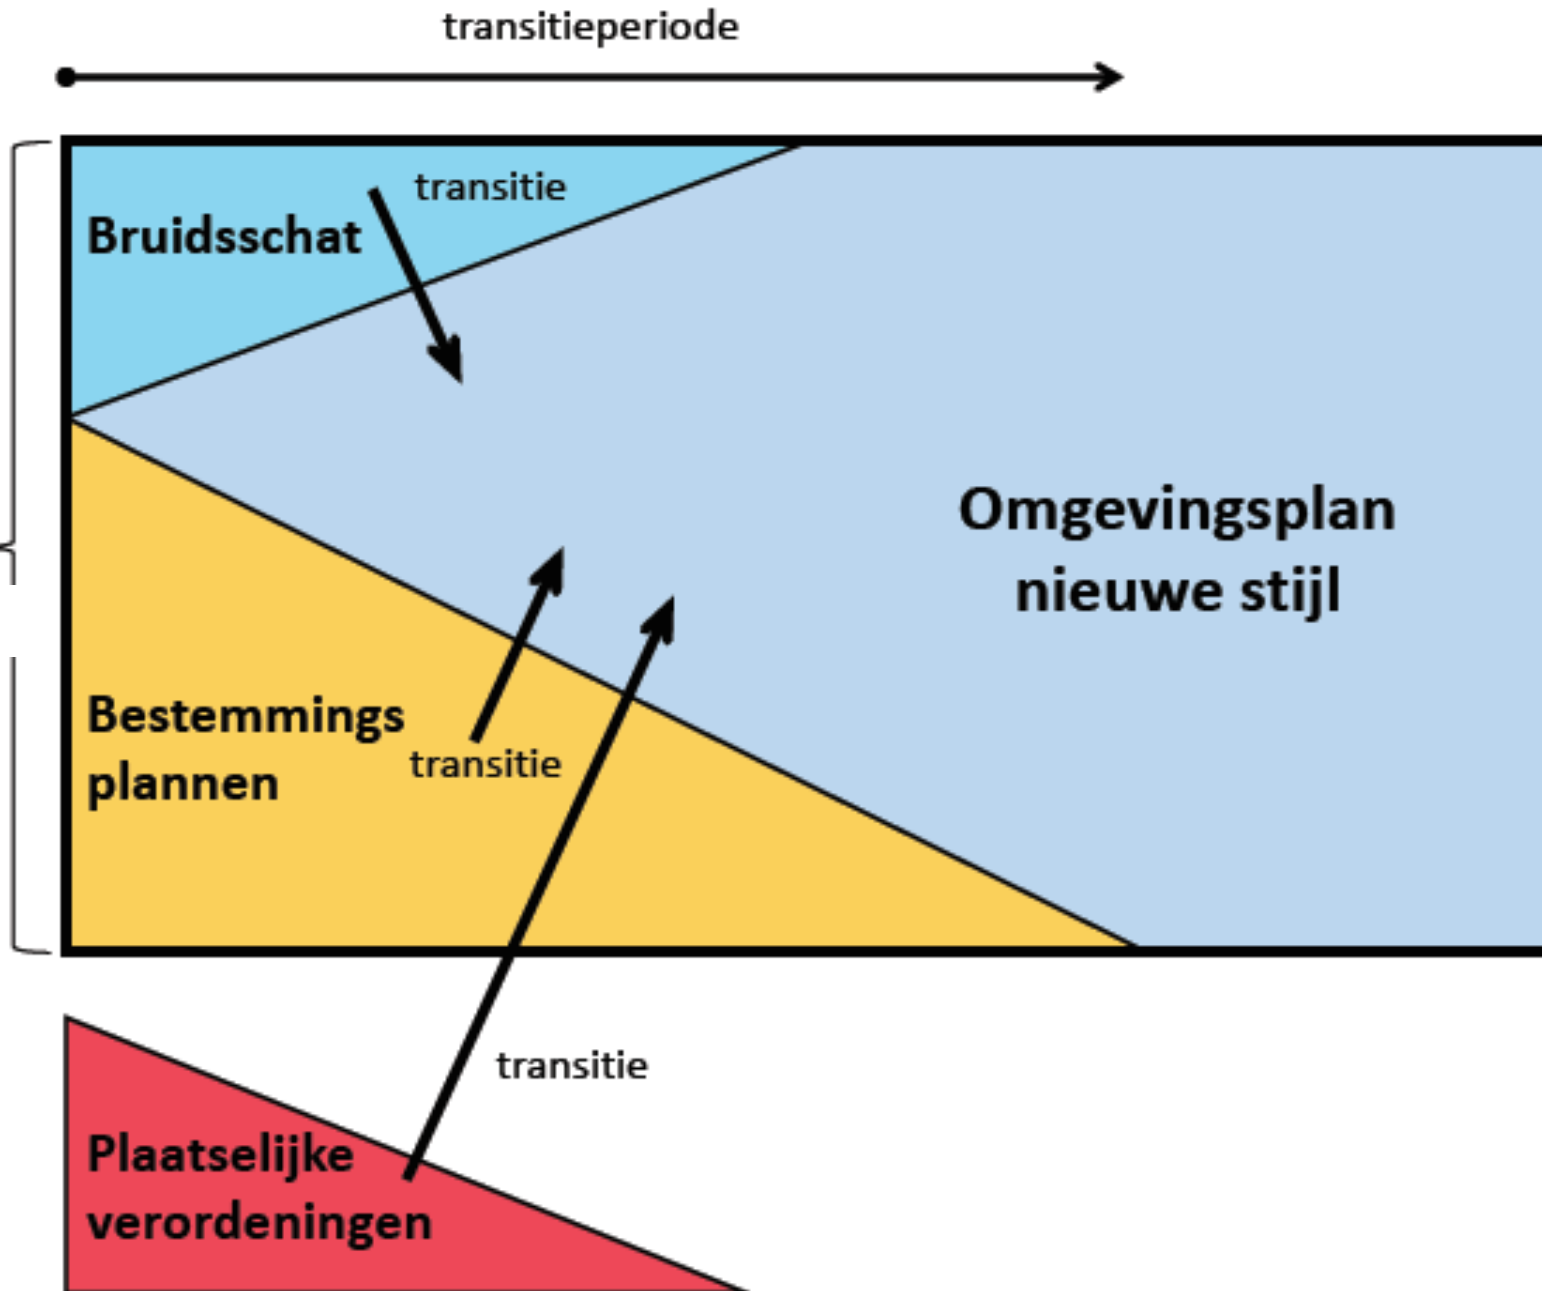 transitieperiode
transitie
Bruidsschat
Omgevingsplan
nieuwe stijl
Bestemmings
plannen
transitie
transitie
Plaatselijke
verordeningen